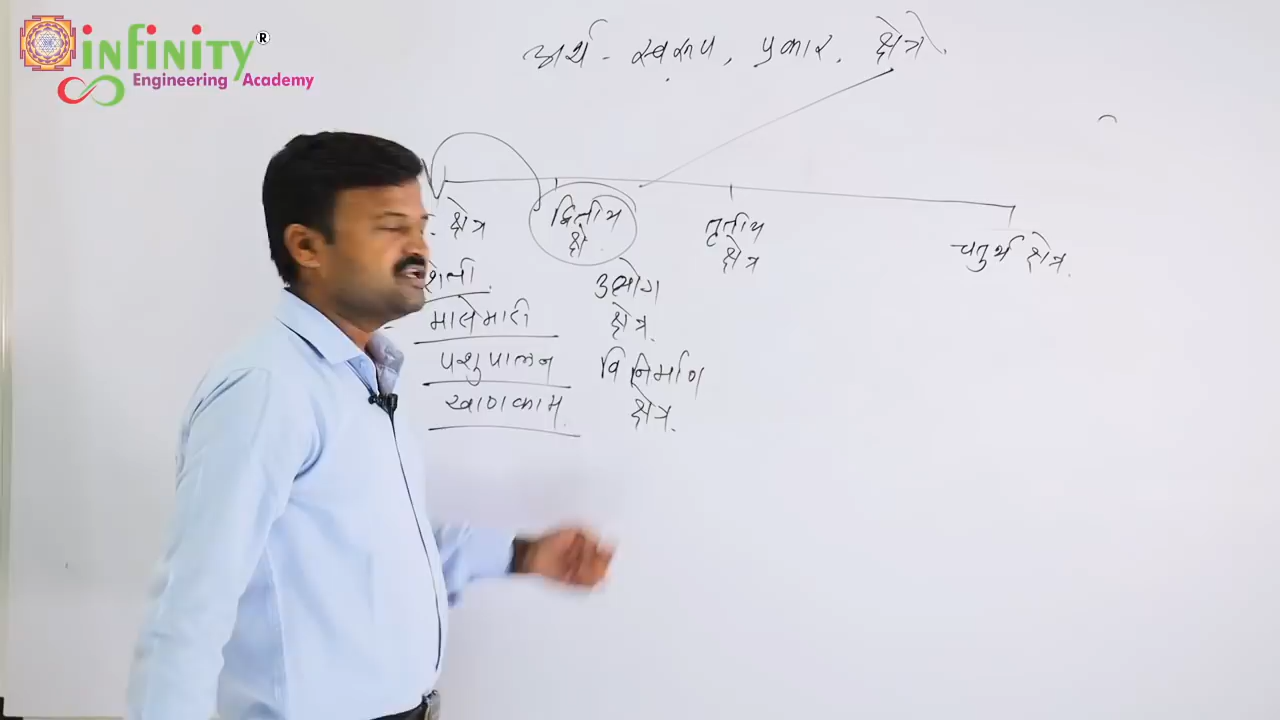 infinity ®
Engineering Academy
अर्थ - स्वरूप, प्रकार, क्षेत्रे.
. क्षेत्र
द्वितीय
क्षे.
तृतीय
क्षेत्र
चतुर्थ क्षेत्र.
शेती.
मासेमारी
पशुपालन
खाणकाम.
उद्योग
क्षेत्र.
विनिर्माण
क्षेत्र.